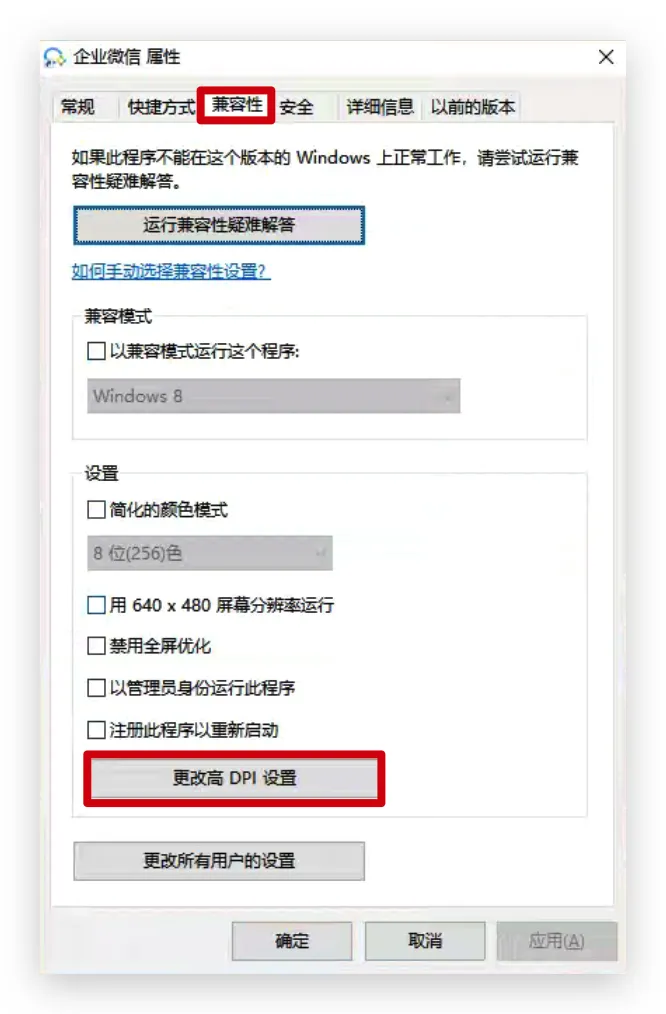 企业微信 属性
常规 快捷方式 兼容性 安全 详细信息 以前的版本
如果此程序不能在这个版本的 Windows 上正常工作，请尝试运行兼
容性疑难解答。
运行兼容性疑难解答
如何手动选择兼容性设置?
兼容模式
以兼容模式运行这个程序:
Windows 8
设置
简化的颜色模式
8 位(256)色
用 640 x 480 屏幕分辨率运行
禁用全屏优化
以管理员身份运行此程序
注册此程序以重新启动
更改高 DPI 设置
更改所有用户的设置
确定 取消 应用(A)